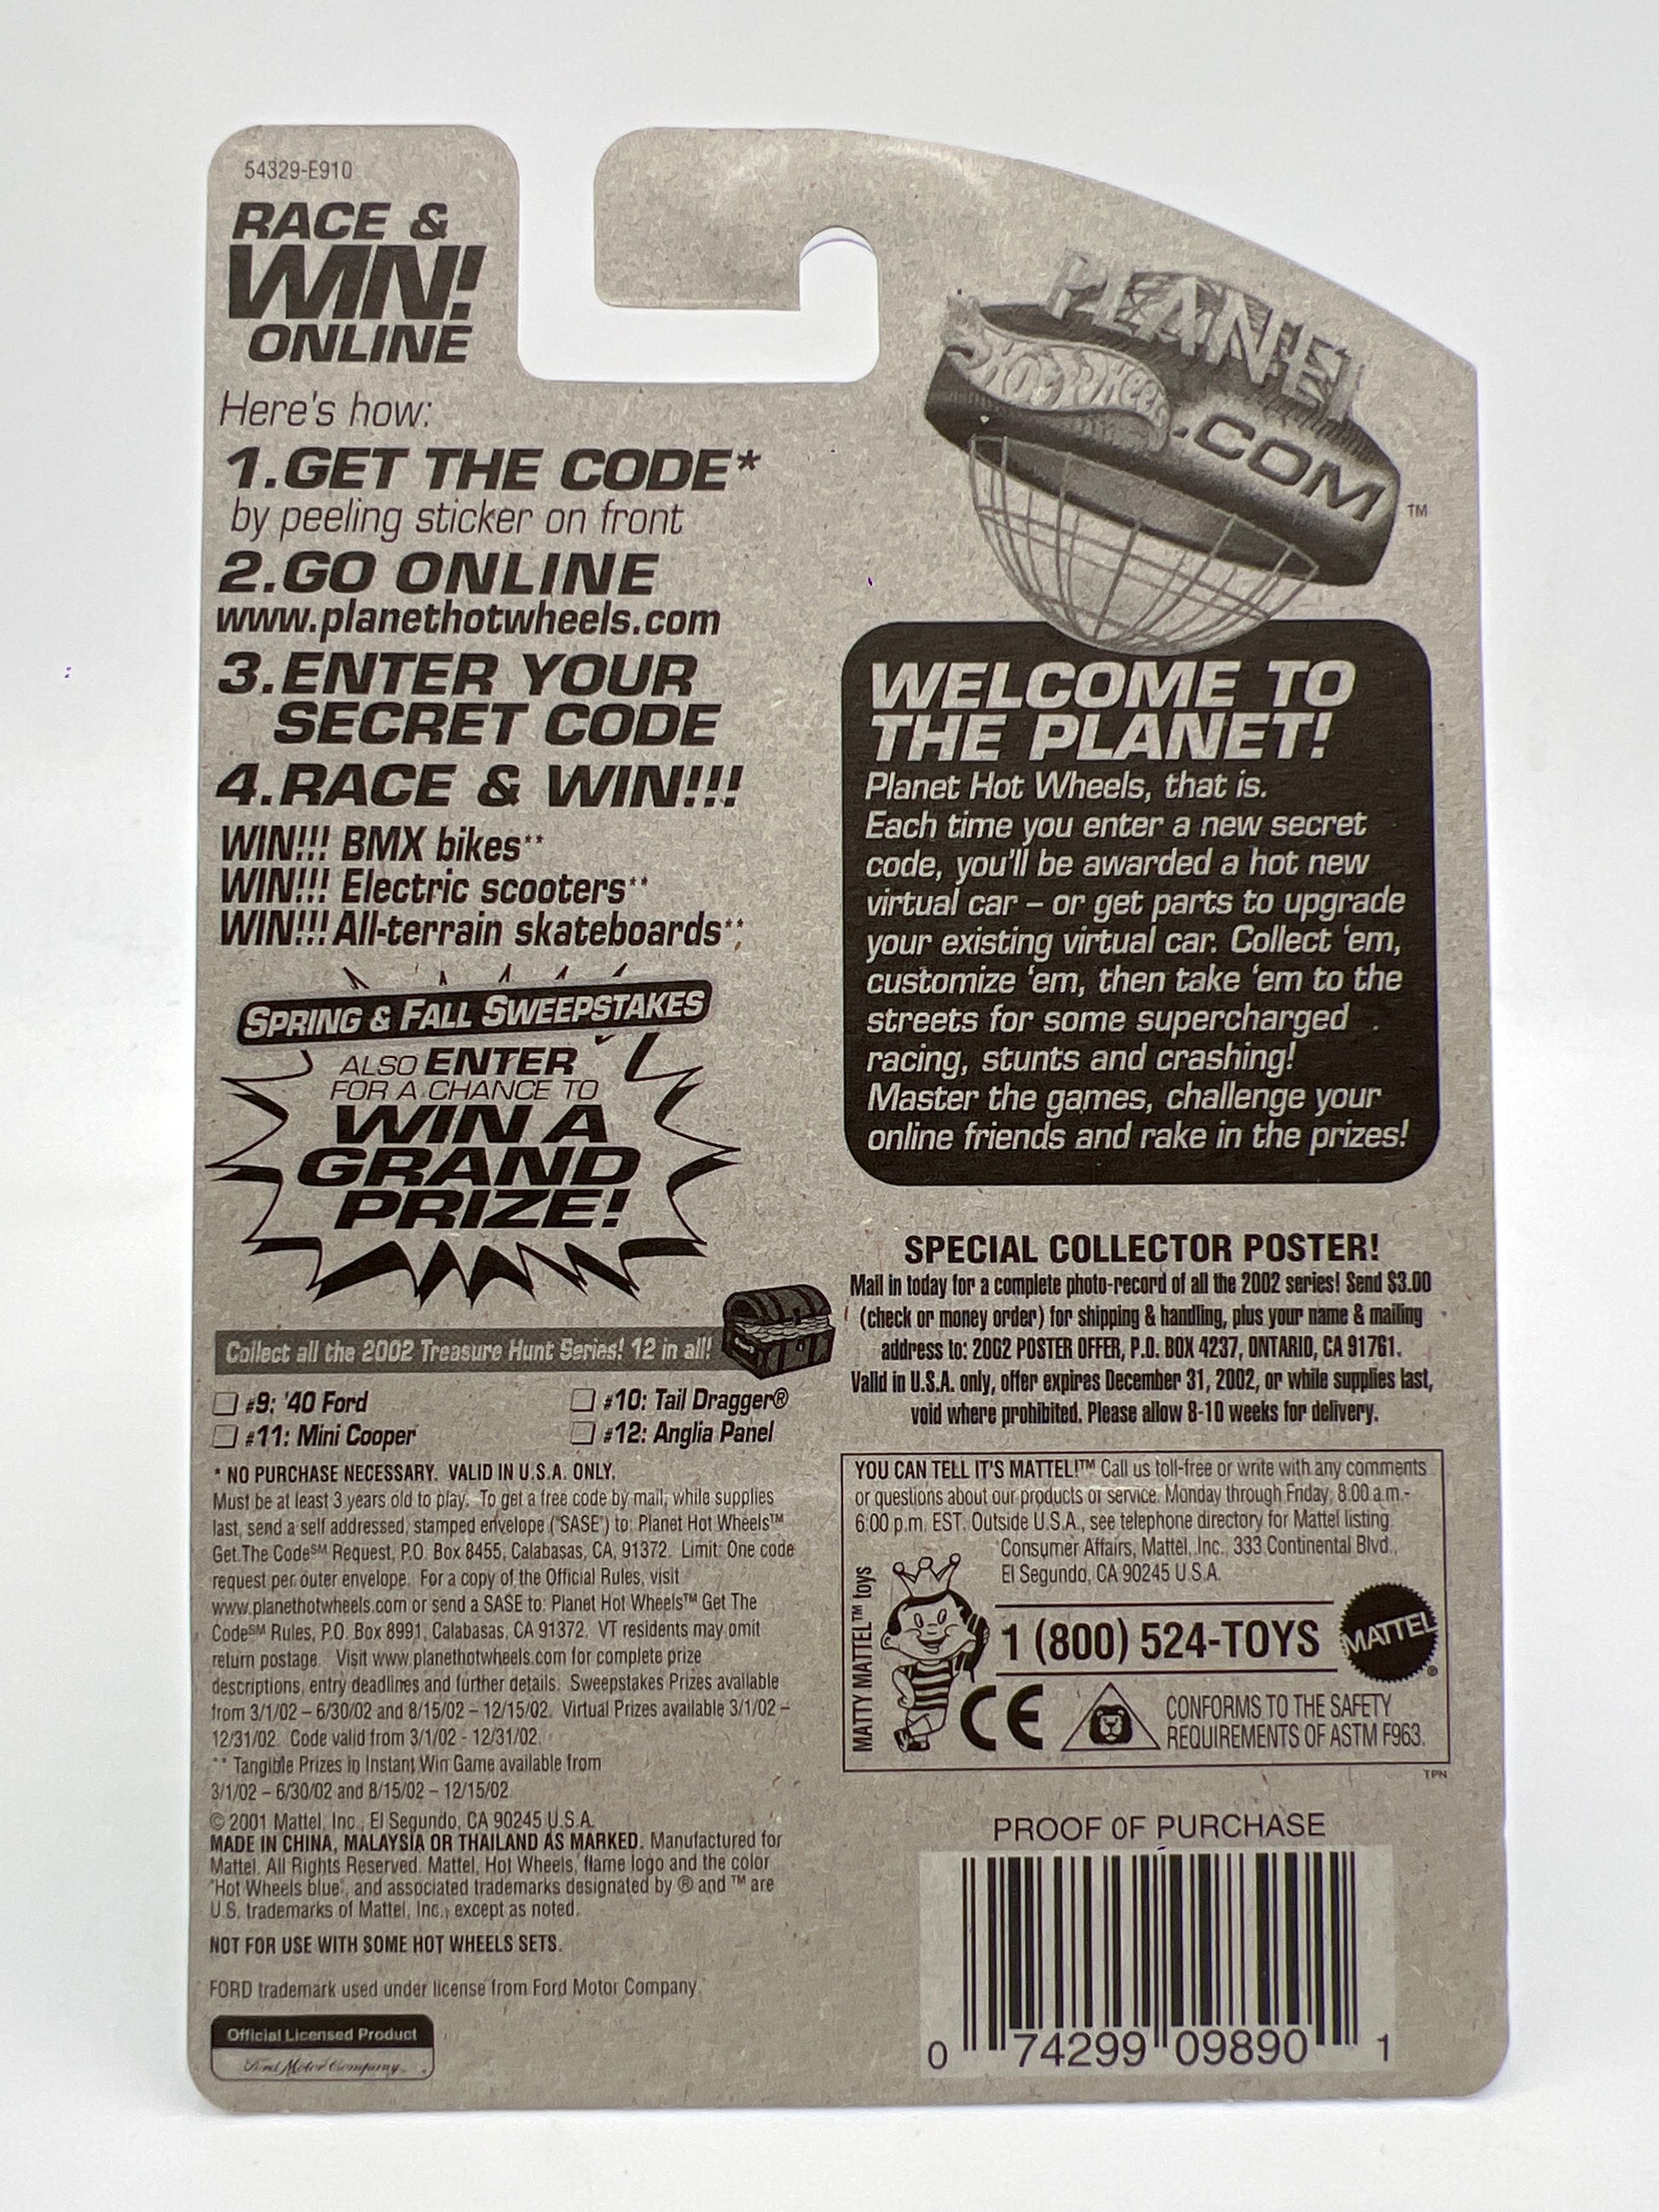 54329-E910
RACE &
WIN!
ONLINE
Here's how:
1.GET THE CODE*
by peeling sticker on front
2.GO ONLINE
www.planethotwheels.com
3.ENTER YOUR
SECRET CODE
4.RACE & WIN!!!
WIN!!! BMX bikes**
WIN!!! Electric scooters**
WIN!!! All-terrain skateboards**
SPRING & FALL SWEEPSTAKES
ALSO ENTER
FOR A CHANCE TO
WIN A
GRAND
PRIZE!
Collect all the 2002 Treasure Hunt Series! 12 in all!
#9: '40 Ford
#10: Tail Dragger®
#11: Mini Cooper
#12: Anglia Panel
* NO PURCHASE NECESSARY. VALID IN U.S.A. ONLY.
Must be at least 3 years old to play. To get a free code by mail, while supplies
last, send a self addressed, stamped envelope ("SASE") to: Planet Hot Wheels™
Get The Code℠ Request, P.O. Box 8455, Calabasas, CA, 91372. Limit: One code
request per outer envelope. For a copy of the Official Rules, visit
www.planethotwheels.com or send a SASE to: Planet Hot Wheels™ Get The
Code℠ Rules, P.O. Box 8991, Calabasas, CA 91372. VT residents may omit
return postage. Visit www.planethotwheels.com for complete prize
descriptions, entry deadlines and further details. Sweepstakes Prizes available
from 3/1/02 – 6/30/02 and 8/15/02 – 12/15/02. Virtual Prizes available 3/1/02 –
12/31/02. Code valid from 3/1/02 - 12/31/02.
** Tangible Prizes in Instant Win Game available from
3/1/02 – 6/30/02 and 8/15/02 – 12/15/02.
© 2001 Mattel, Inc., El Segundo, CA 90245 U.S.A.
MADE IN CHINA, MALAYSIA OR THAILAND AS MARKED. Manufactured for
Mattel. All Rights Reserved. Mattel, Hot Wheels, flame logo and the color
"Hot Wheels blue", and associated trademarks designated by ® and ™ are
U.S. trademarks of Mattel, Inc., except as noted.
NOT FOR USE WITH SOME HOT WHEELS SETS.
FORD trademark used under license from Ford Motor Company.
Official Licensed Product
Ford Motor Company
PLANET
HOT WHEELS
.COM
™
WELCOME TO
THE PLANET!
Planet Hot Wheels, that is.
Each time you enter a new secret
code, you'll be awarded a hot new
virtual car – or get parts to upgrade
your existing virtual car. Collect 'em,
customize 'em, then take 'em to the
streets for some supercharged
racing, stunts and crashing!
Master the games, challenge your
online friends and rake in the prizes!
SPECIAL COLLECTOR POSTER!
Mail in today for a complete photo-record of all the 2002 series! Send $3.00
(check or money order) for shipping & handling, plus your name & mailing
address to: 2002 POSTER OFFER, P.O. BOX 4237, ONTARIO, CA 91761.
Valid in U.S.A. only, offer expires December 31, 2002, or while supplies last,
void where prohibited. Please allow 8-10 weeks for delivery.
YOU CAN TELL IT'S MATTEL!™ Call us toll-free or write with any comments
or questions about our products or service. Monday through Friday, 8:00 a.m.-
6:00 p.m. EST. Outside U.S.A., see telephone directory for Mattel listing.
Consumer Affairs, Mattel, Inc., 333 Continental Blvd.,
El Segundo, CA 90245 U.S.A.
MATTY MATTEL™ toys
1 (800) 524-TOYS
MATTEL
®
CE
CONFORMS TO THE SAFETY
REQUIREMENTS OF ASTM F963.
TPN
PROOF OF PURCHASE
0 74299 09890 1